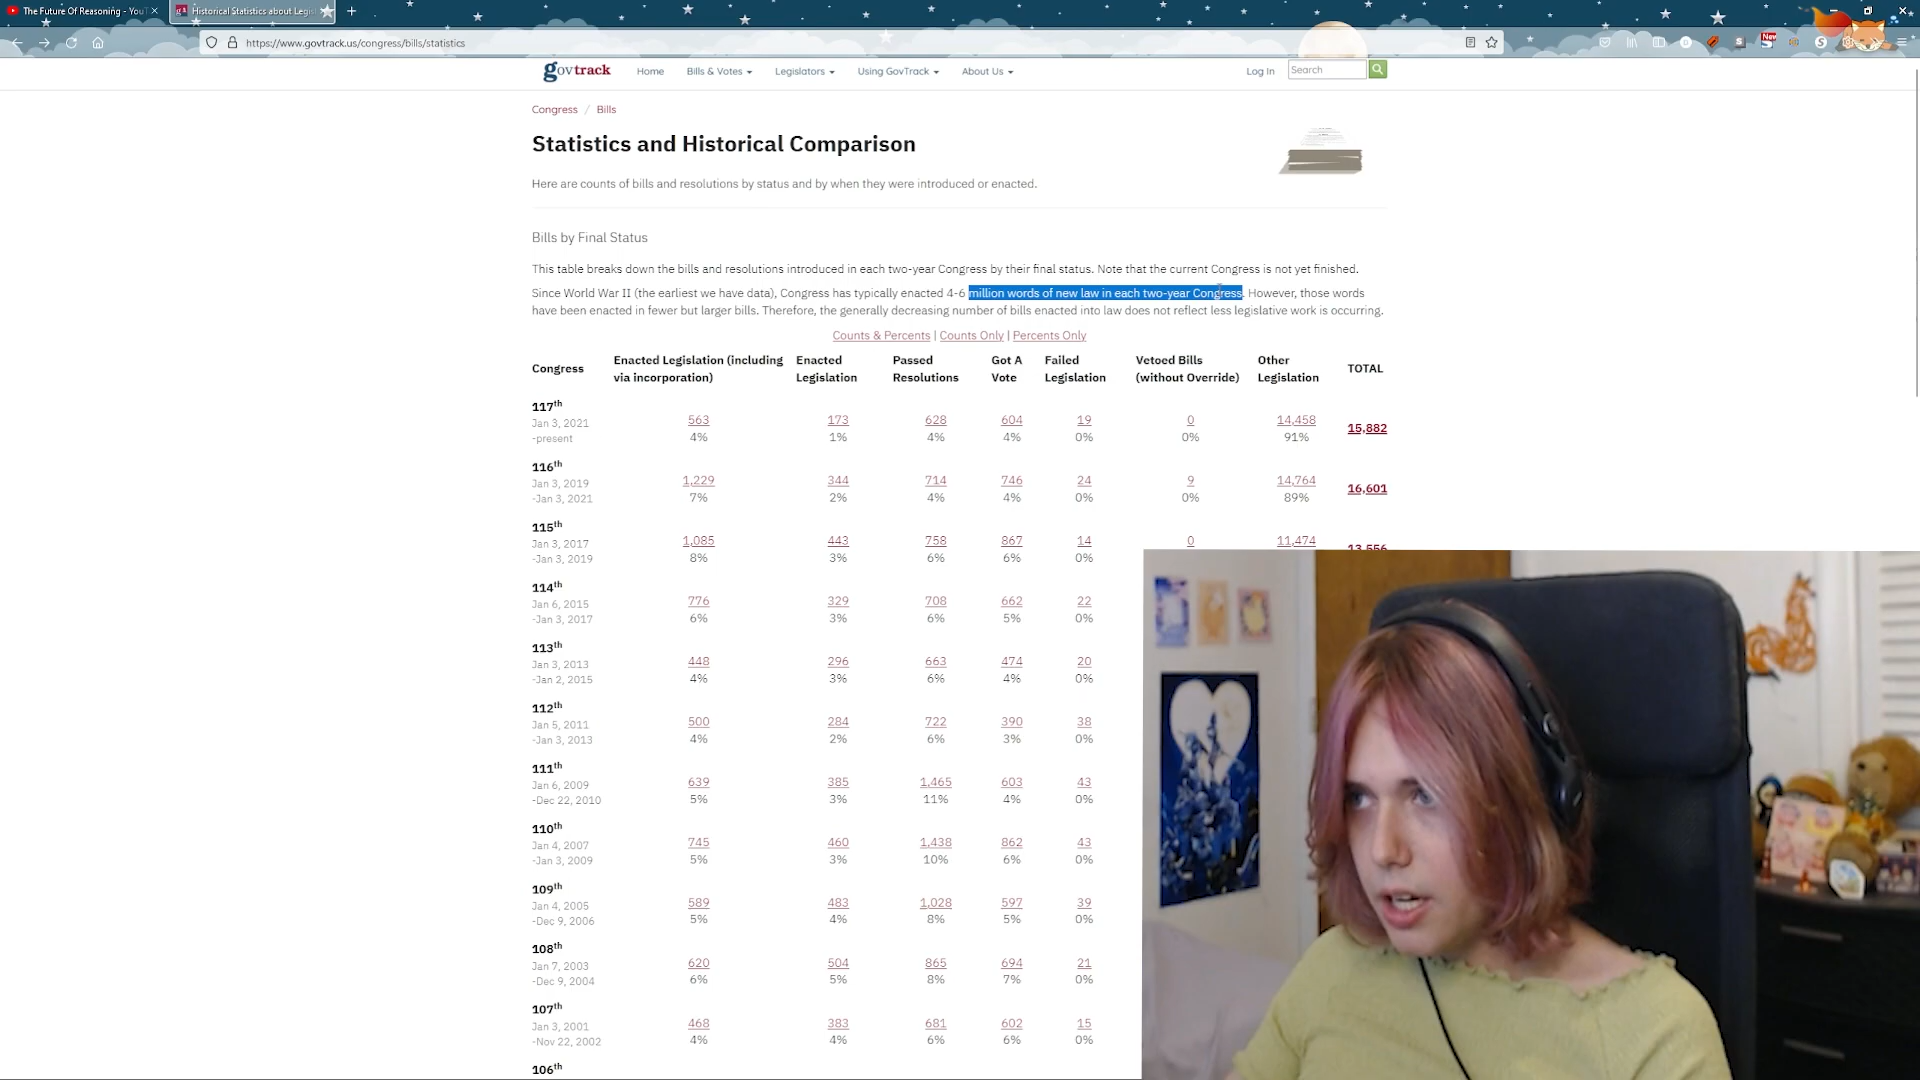 The Future Of Reasoning - YouT
Historical Statistics about Legis
https://www.govtrack.us/congress/bills/statistics
New
govtrack
Home
Bills & Votes
Legislators
Using GovTrack
About Us
Log In
Search
Congress / Bills
Statistics and Historical Comparison
Here are counts of bills and resolutions by status and by when they were introduced or enacted.
Bills by Final Status
This table breaks down the bills and resolutions introduced in each two-year Congress by their final status. Note that the current Congress is not yet finished.
Since World War II (the earliest we have data), Congress has typically enacted 4-6 million words of new law in each two-year Congress. However, those words
have been enacted in fewer but larger bills. Therefore, the generally decreasing number of bills enacted into law does not reflect less legislative work is occurring.
Counts & Percents | Counts Only | Percents Only
Congress Enacted Legislation (including via incorporation) Enacted Legislation Passed Resolutions Got A Vote Failed Legislation Vetoed Bills (without Override) Other Legislation TOTAL
117th
Jan 3, 2021 563 173 628 604 19 0 14,458 15,882
-present 4% 1% 4% 4% 0% 0% 91%
116th
Jan 3, 2019 1,229 344 714 746 24 9 14,764 16,601
-Jan 3, 2021 7% 2% 4% 4% 0% 0% 89%
115th
Jan 3, 2017 1,085 443 758 867 14 0 11,474 13,556
-Jan 3, 2019 8% 3% 6% 6% 0%
114th
Jan 6, 2015 776 329 708 662 22
-Jan 3, 2017 6% 3% 6% 5% 0%
113th
Jan 3, 2013 448 296 663 474 20
-Jan 2, 2015 4% 3% 6% 4% 0%
112th
Jan 5, 2011 500 284 722 390 38
-Jan 3, 2013 4% 2% 6% 3% 0%
111th
Jan 6, 2009 639 385 1,465 603 43
-Dec 22, 2010 5% 3% 11% 4% 0%
110th
Jan 4, 2007 745 460 1,438 862 43
-Jan 3, 2009 5% 3% 10% 6% 0%
109th
Jan 4, 2005 589 483 1,028 597 39
-Dec 9, 2006 5% 4% 8% 5% 0%
108th
Jan 7, 2003 620 504 865 694 21
-Dec 9, 2004 6% 5% 8% 7% 0%
107th
Jan 3, 2001 468 383 681 602 15
-Nov 22, 2002 4% 4% 6% 6% 0%
106th